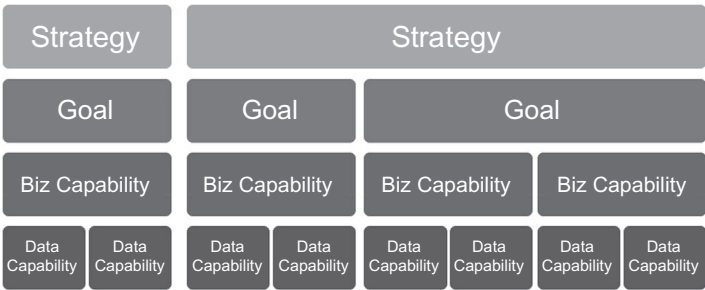 Strategy Strategy
Goal Goal Goal
Biz Capability Biz Capability Biz Capability Biz Capability
Data Data Data Data Data Data Data Data
Capability Capability Capability Capability Capability Capability Capability Capability